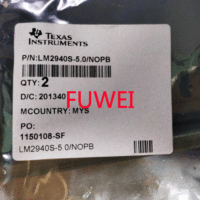 TEXAS
INSTRUMENTS
P/N:LM2940S-5.0/NOPB
QTY: 2
D/C: 201340
FUWEI
MCOUNTRY: MYS
PO:
1150108-SF
LM2940S-5.0/NOPB